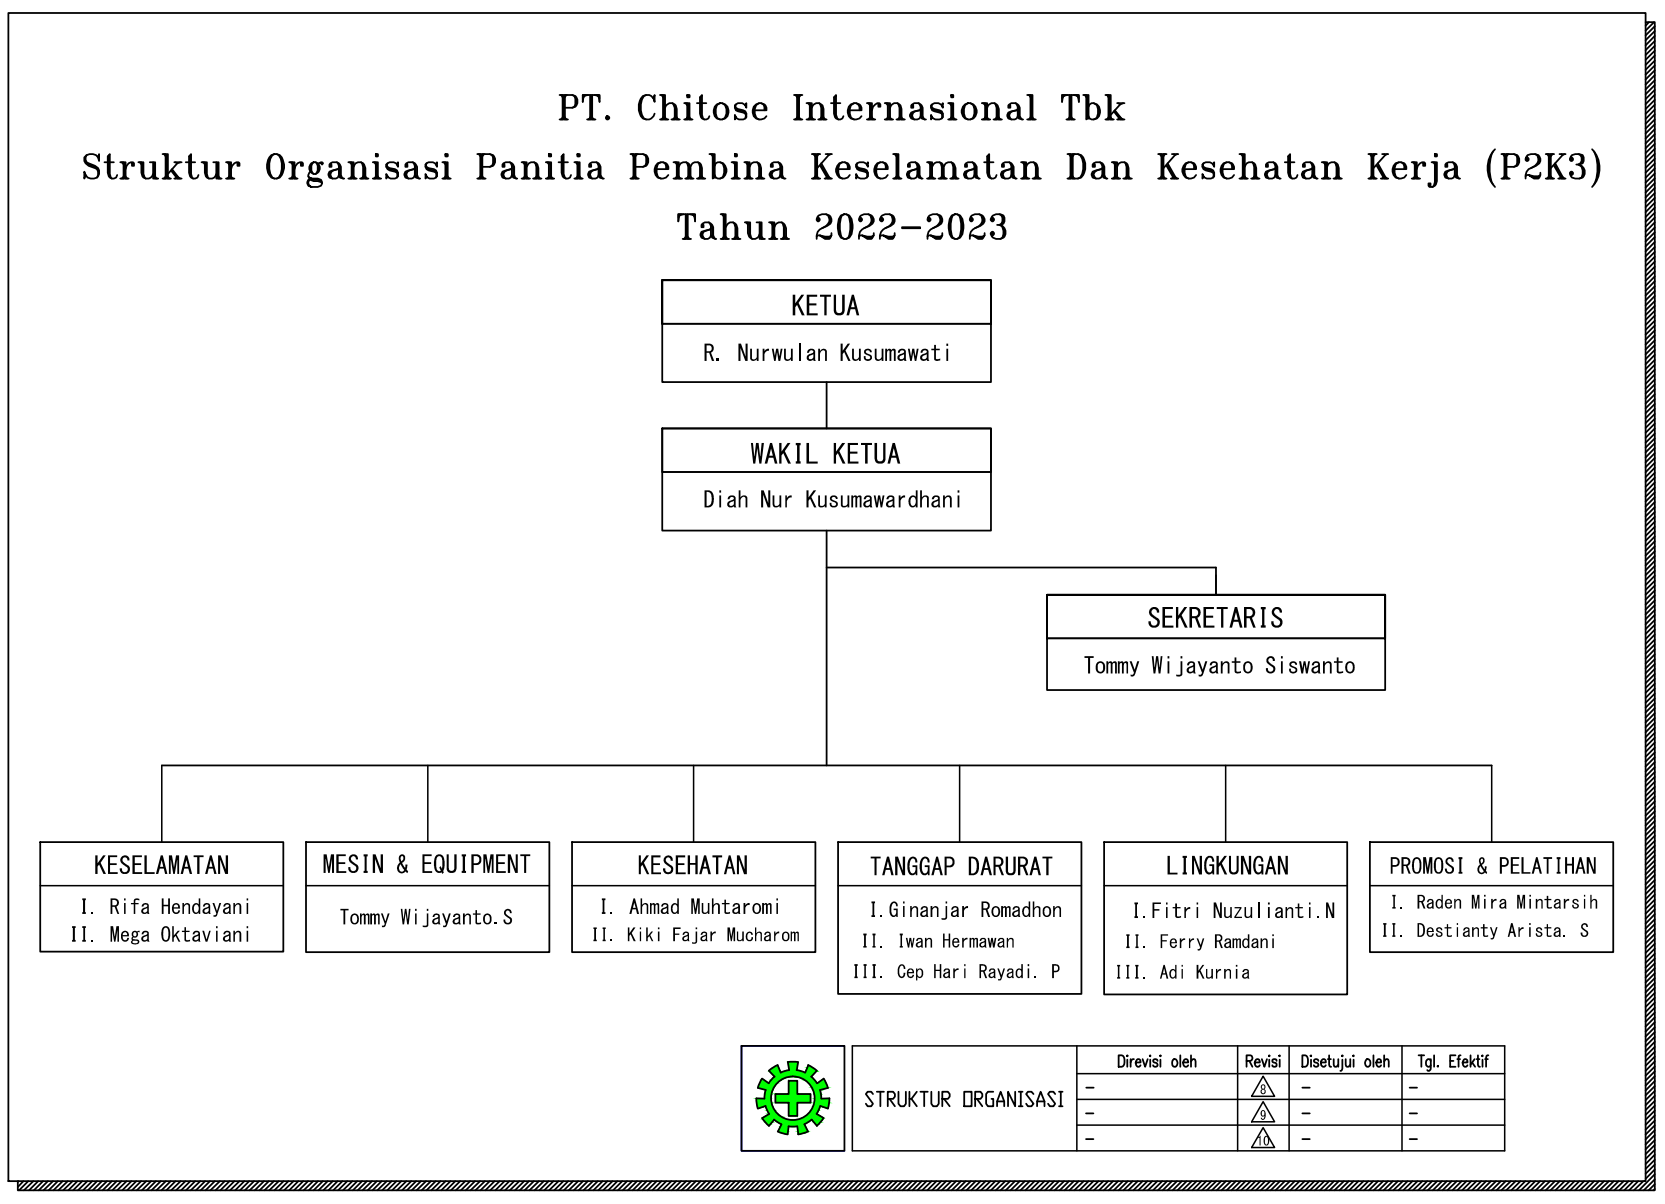 PT. Chitose Internasional Tbk
Struktur Organisasi Panitia Pembina Keselamatan Dan Kesehatan Kerja (P2K3)
Tahun 2022-2023
KETUA
R. Nurwulan Kusumawati
WAKIL KETUA
Diah Nur Kusumawardhani
SEKRETARIS
Tommy Wijayanto Siswanto
KESELAMATAN
I. Rifa Hendayani
II. Mega Oktaviani
MESIN & EQUIPMENT
Tommy Wijayanto.S
KESEHATAN
I. Ahmad Muhtaromi
II. Kiki Fajar Mucharom
TANGGAP DARURAT
I.Ginanjar Romadhon
II. Iwan Hermawan
III. Cep Hari Rayadi. P
LINGKUNGAN
I.Fitri Nuzulianti.N
II. Ferry Ramdani
III. Adi Kurnia
PROMOSI & PELATIHAN
I. Raden Mira Mintarsih
II. Destianty Arista. S
STRUKTUR ORGANISASI
Direvisi oleh Revisi Disetujui oleh Tgl. Efektif
- 8 - -
- 9 - -
- 10 - -